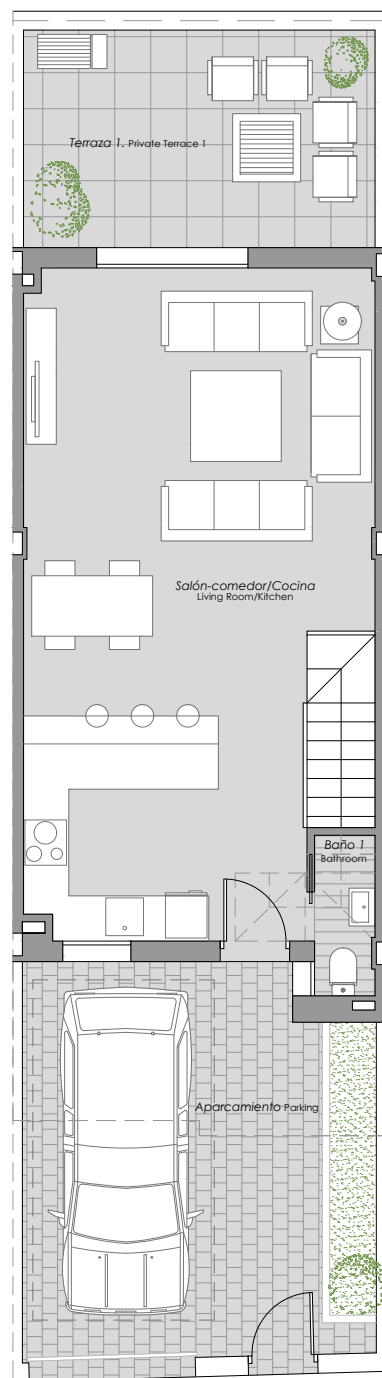 Terraza 1. Private Terrace 1
Salón-comedor/Cocina
Living Room/Kitchen
Baño 1
Bathroom
Aparcamiento Parking